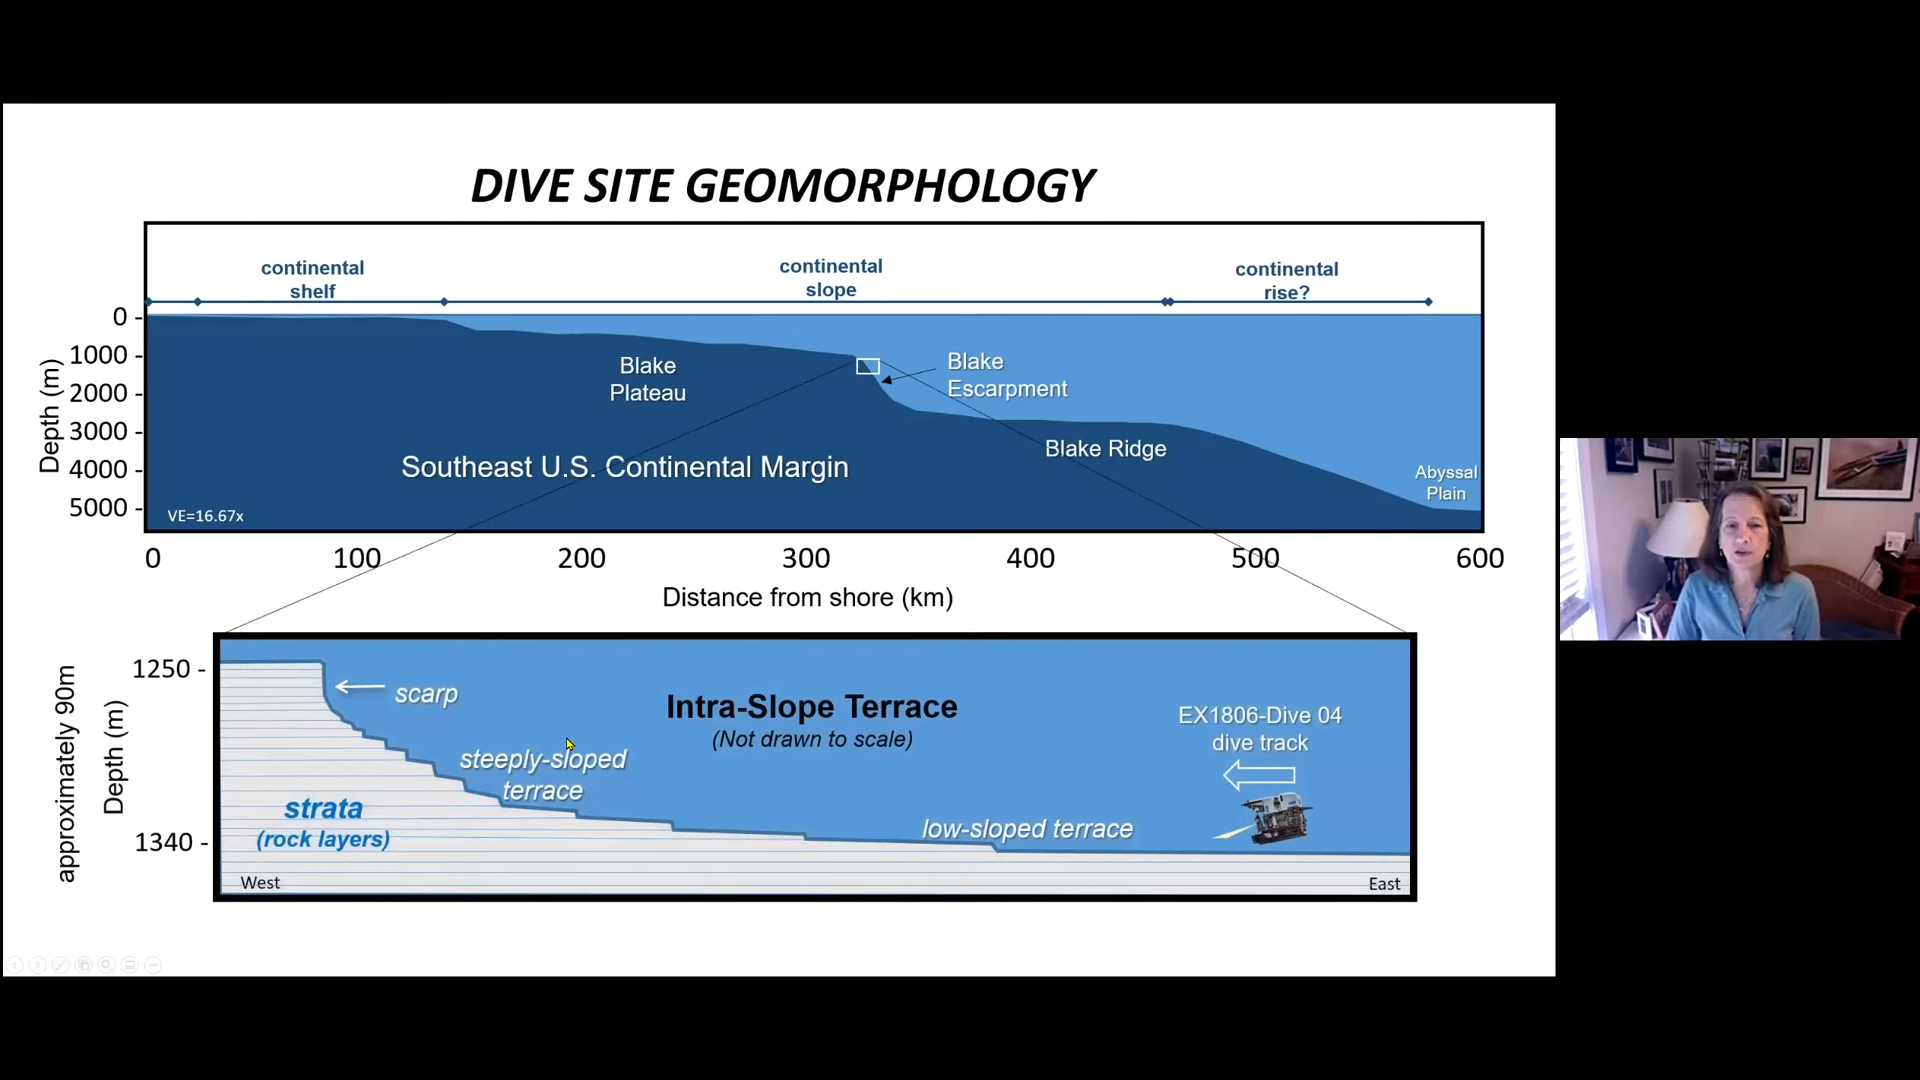 DIVE SITE GEOMORPHOLOGY
continental
shelf
continental
slope
continental
rise?
0 -
1000 -
2000 -
3000 -
4000 -
5000 -
Depth (m)
Blake
Plateau
Blake
Escarpment
Blake Ridge
Southeast U.S. Continental Margin
Abyssal
Plain
VE=16.67x
0 100 200 300 400 500 600
Distance from shore (km)
approximately 90m
Depth (m)
1250 -
1340 -
scarp
steeply-sloped
terrace
Intra-Slope Terrace
(Not drawn to scale)
EX1806-Dive 04
dive track
low-sloped terrace
strata
(rock layers)
West
East